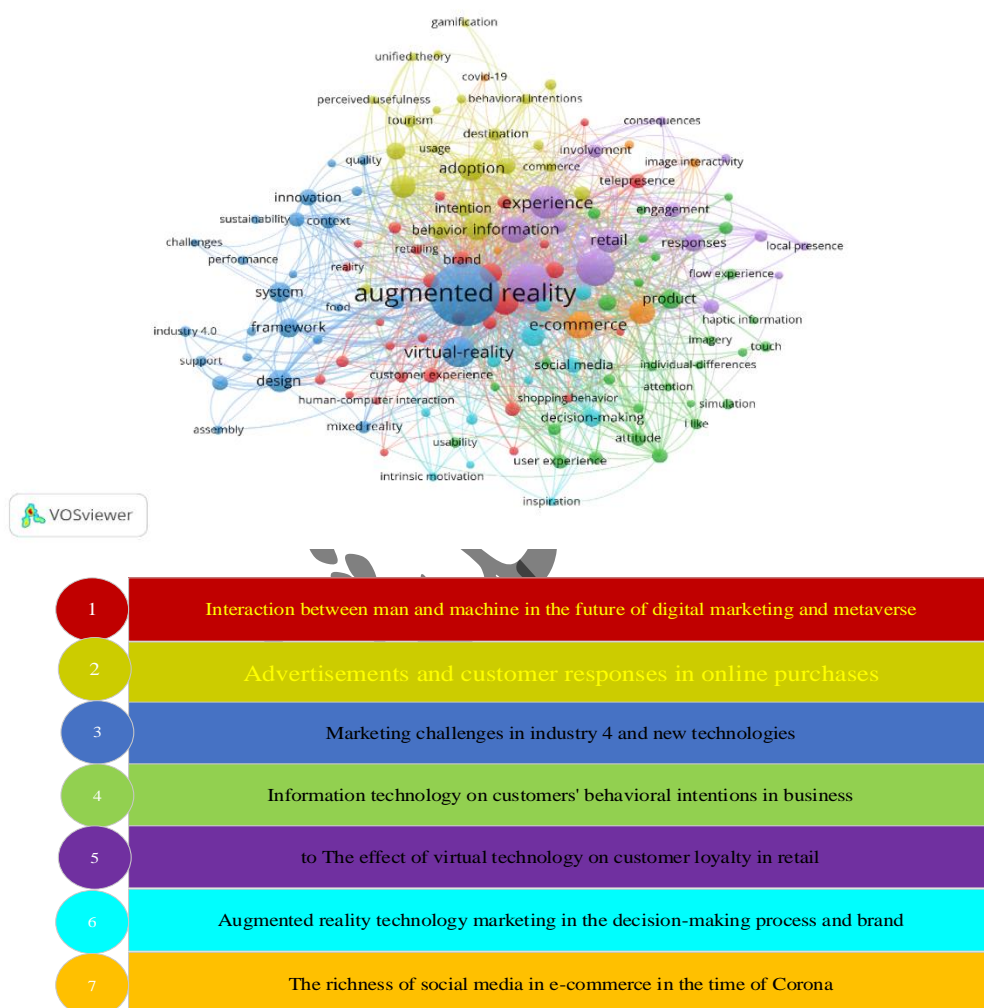 gamification
unified theory
covid-19
perceived usefulness
behavioral intentions
tourism
consequences
destination
usage
involvement
quality
adoption
commerce
image interactivity
telepresence
innovation
intention
experience
engagement
sustainability
context
behavior
information
challenges
retailing
retail
responses
local presence
performance
brand
reality
flow experience
system
augmented reality
product
food
haptic information
industry 4.0
framework
e-commerce
imagery
touch
support
virtual-reality
social media
individual-differences
design
customer experience
attention
human-computer interaction
shopping behavior
simulation
assembly
mixed reality
decision-making
i like
usability
attitude
user experience
intrinsic motivation
inspiration
VOSviewer
1 Interaction between man and machine in the future of digital marketing and metaverse
2 Advertisements and customer responses in online purchases
3 Marketing challenges in industry 4 and new technologies
4 Information technology on customers' behavioral intentions in business
5 to The effect of virtual technology on customer loyalty in retail
6 Augmented reality technology marketing in the decision-making process and brand
7 The richness of social media in e-commerce in the time of Corona